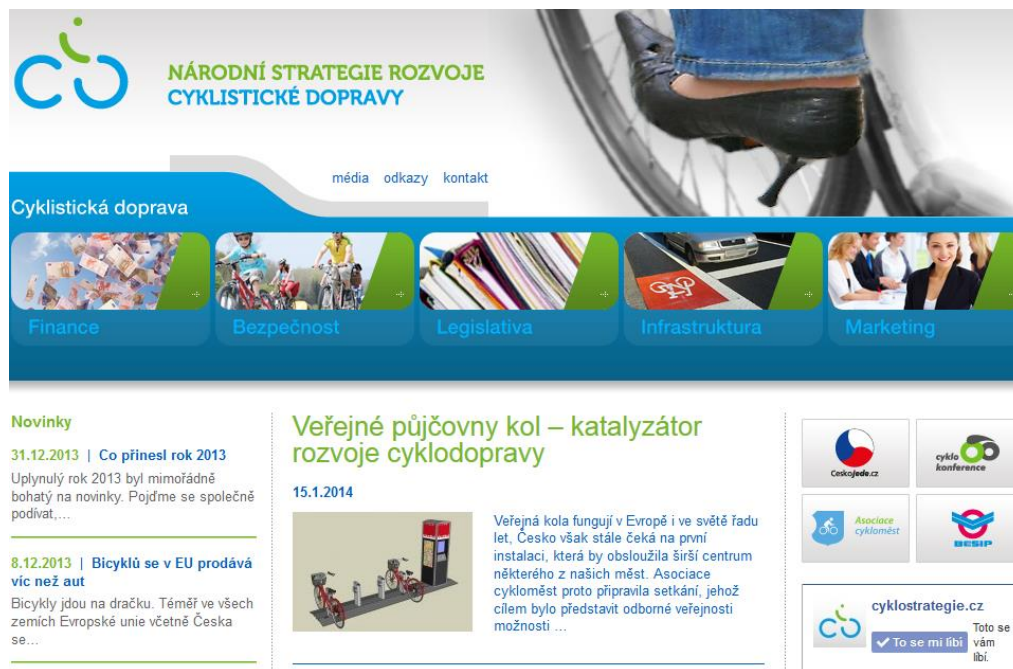 NÁRODNÍ STRATEGIE ROZVOJE
CYKLISTICKÉ DOPRAVY
média odkazy kontakt
Cyklistická doprava
Finance
Bezpečnost
Legislativa
Infrastruktura
Marketing
Novinky
31.12.2013 | Co přinesl rok 2013
Uplynulý rok 2013 byl mimořádně
bohatý na novinky. Pojďme se společně
podívat,...
8.12.2013 | Bicyklů se v EU prodává
víc než aut
Bicykly jdou na dračku. Téměř ve všech
zemích Evropské unie včetně Česka
se...
Veřejné půjčovny kol – katalyzátor
rozvoje cyklodopravy
15.1.2014
Veřejná kola fungují v Evropě i ve světě řadu
let, Česko však stále čeká na první
instalaci, která by obsloužila širší centrum
některého z našich měst. Asociace
cykloměst proto připravila setkání, jehož
cílem bylo představit odborné veřejnosti
možnosti ...
CeskoJede.cz
cyklo
konference
Asociace
cykloměst
BESIP
cyklostrategie.cz
To se mi líbí
Toto se
vám
líbí.